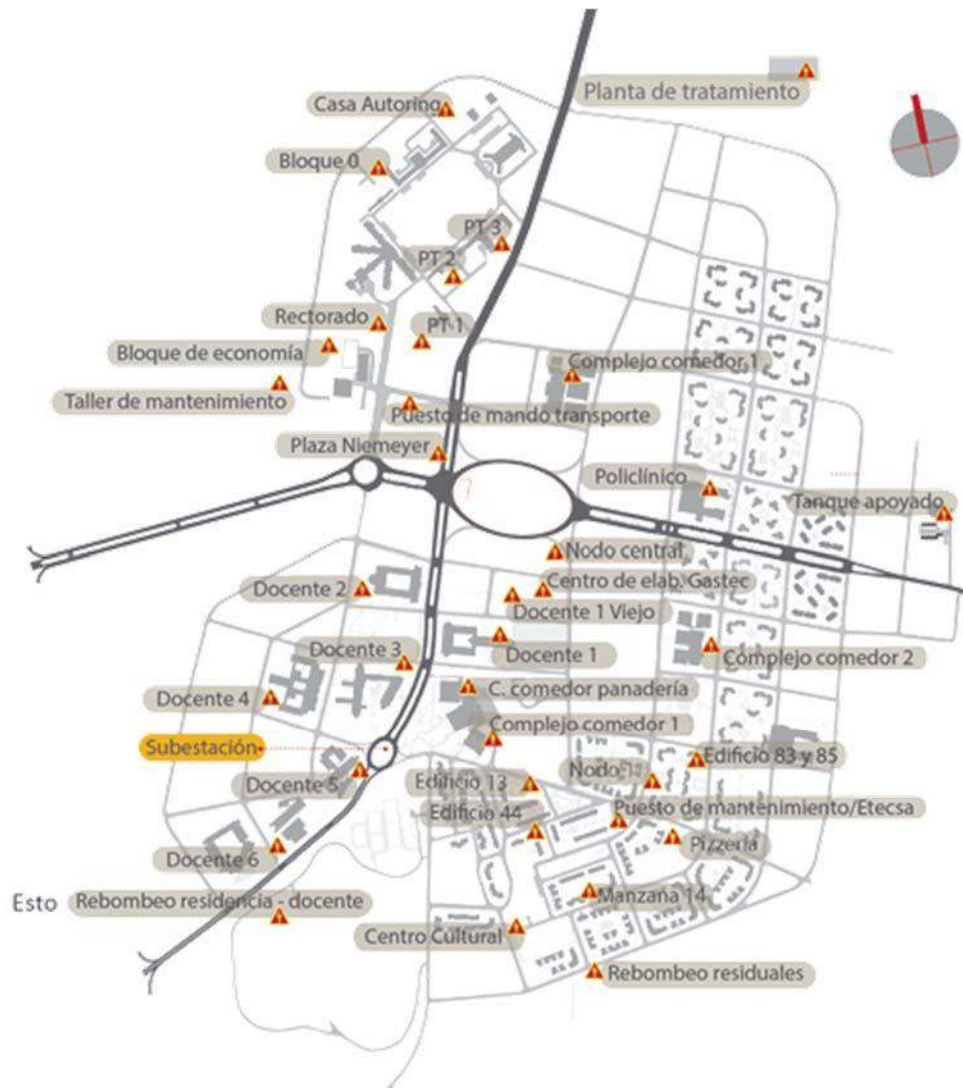 Planta de tratamiento
Casa Autoring
Bloque 0
PT 3
PT 2
Rectorado
PT 1
Bloque de economía
Complejo comedor 1
Taller de mantenimiento
Puesto de mando transporte
Plaza Niemeyer
Policlínico
Tanque apoyado
Nodo central
Docente 2
Centro de elab. Gastec
Docente 1 Viejo
Docente 3
Docente 1
Complejo comedor 2
Docente 4
C. comedor panadería
Complejo comedor 1
Subestación
Edificio 83 y 85
Docente 5
Edificio 13
Nodo 1
Puesto de mantenimiento/Etecsa
Edificio 44
Pizzeria
Docente 6
Esto
Rebombeo residencia - docente
Manzana 14
Centro Cultural
Rebombeo residuales